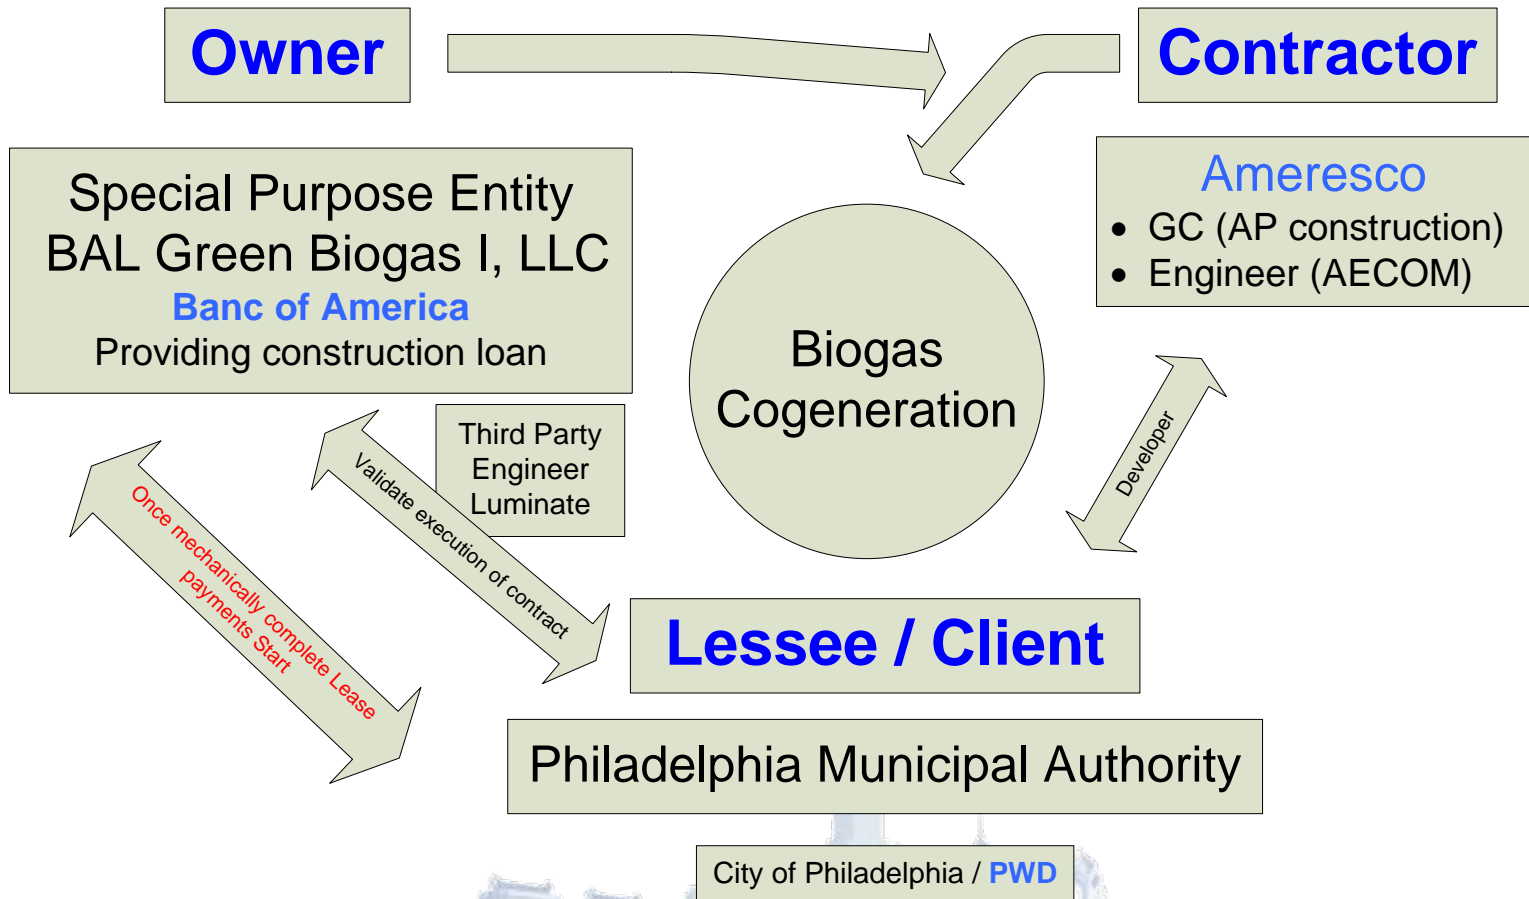 Owner
Contractor
Special Purpose Entity
BAL Green Biogas I, LLC
Banc of America
Providing construction loan
Ameresco
• GC (AP construction)
• Engineer (AECOM)
Biogas
Cogeneration
Third Party
Engineer
Luminate
Validate execution of contract
Developer
Once mechanically complete Lease
payments Start
Lessee / Client
Philadelphia Municipal Authority
City of Philadelphia / PWD